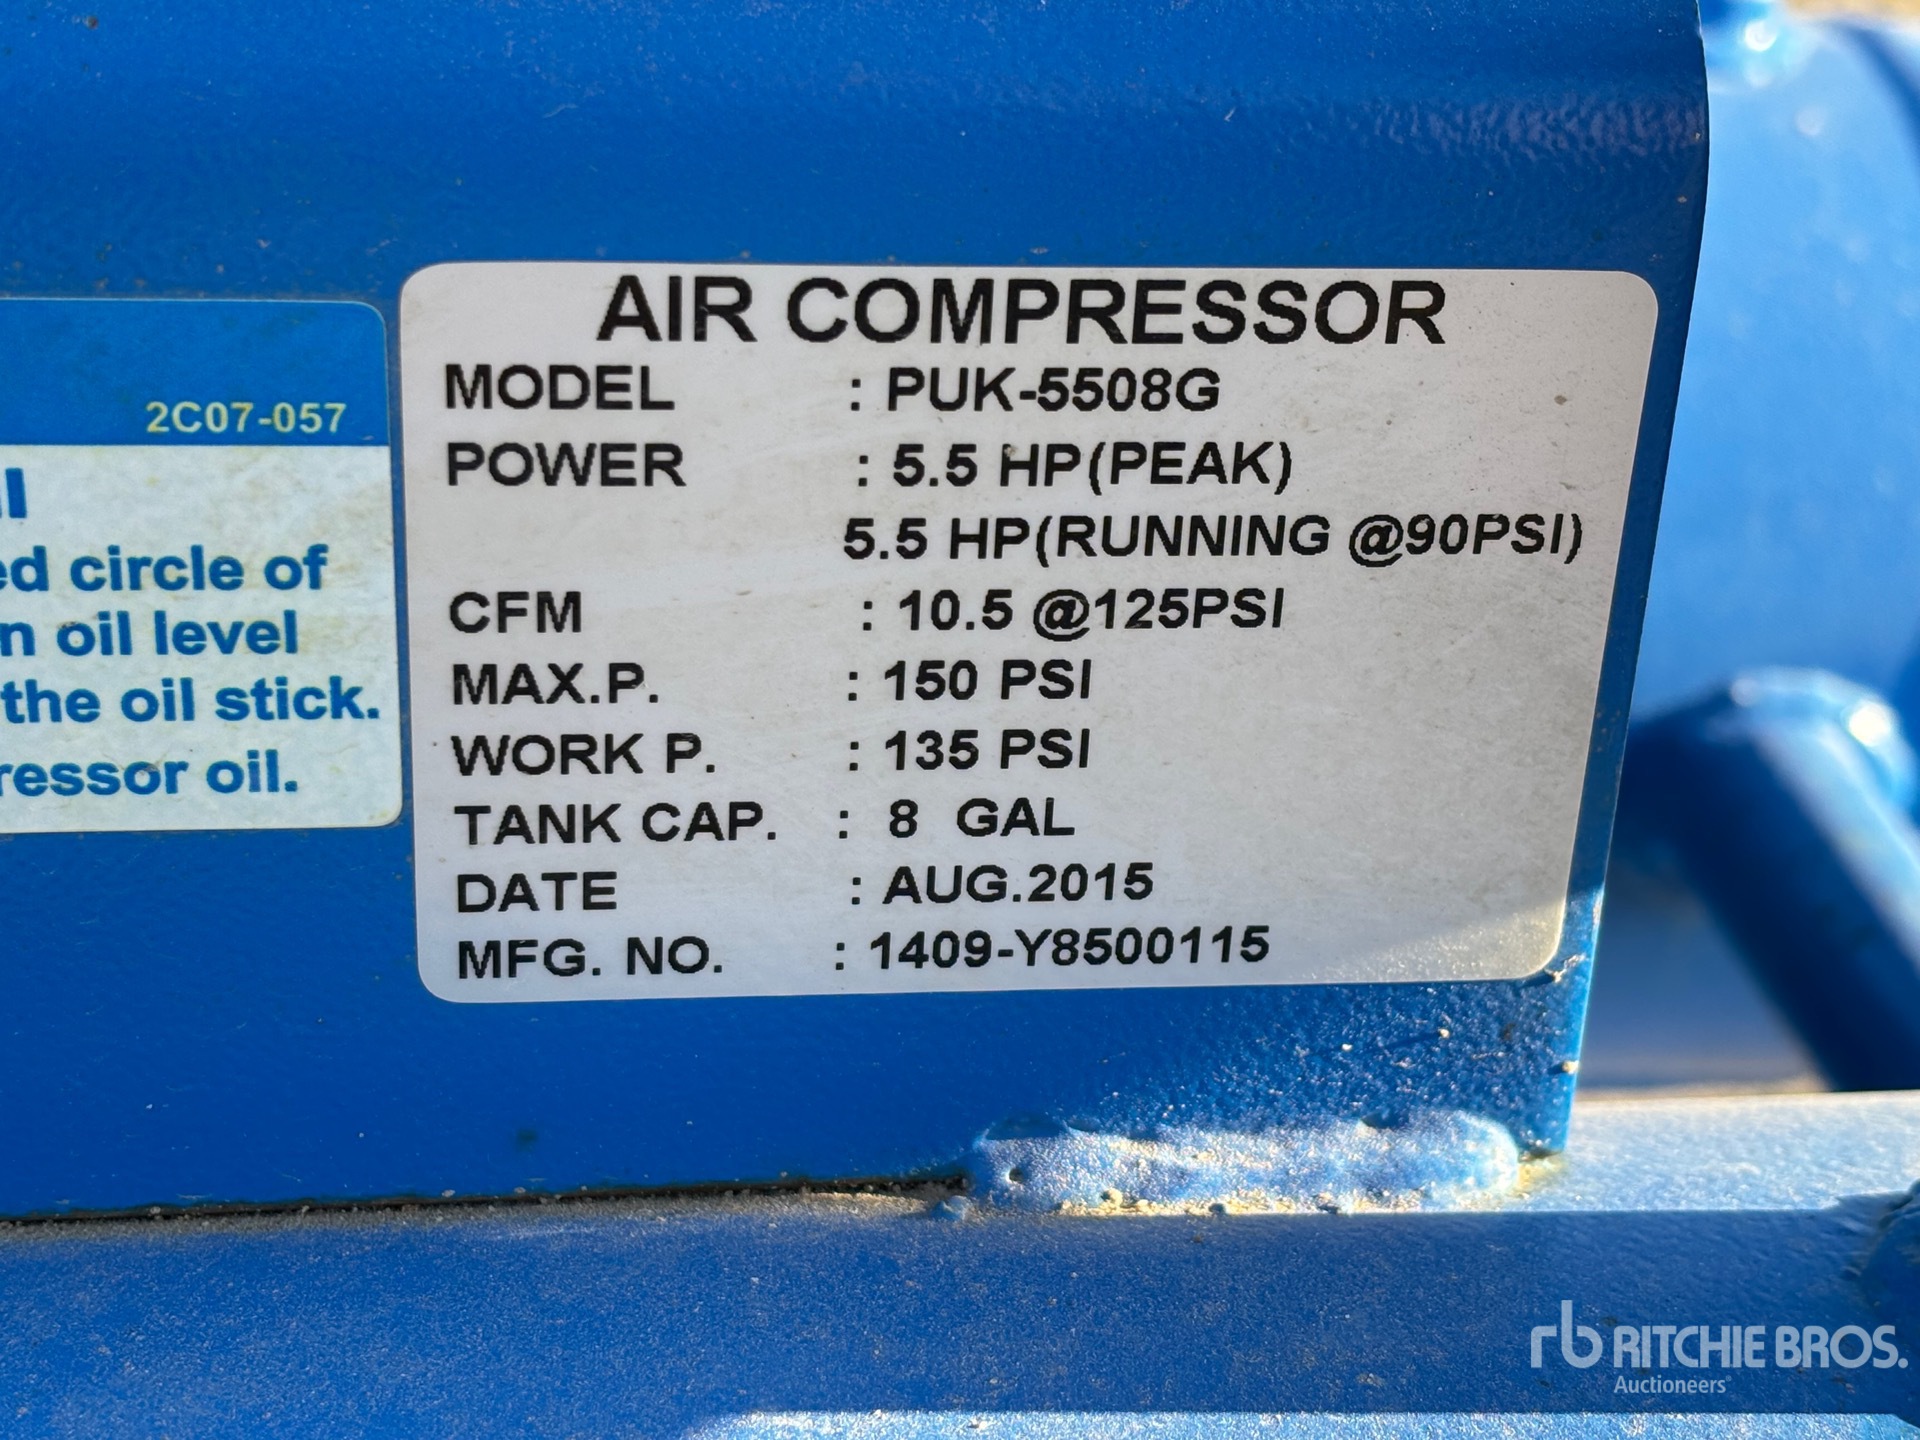 2C07-057
circle of
oil level
the oil stick.
oil.
AIR COMPRESSOR
MODEL : PUK-5508G
POWER : 5.5 HP(PEAK)
5.5 HP(RUNNING @90PSI)
CFM : 10.5 @125PSI
MAX.P. : 150 PSI
WORK P. : 135 PSI
TANK CAP. : 8 GAL
DATE : AUG.2015
MFG. NO. : 1409-Y8500115
rb RITCHIE BROS.
Auctioneers